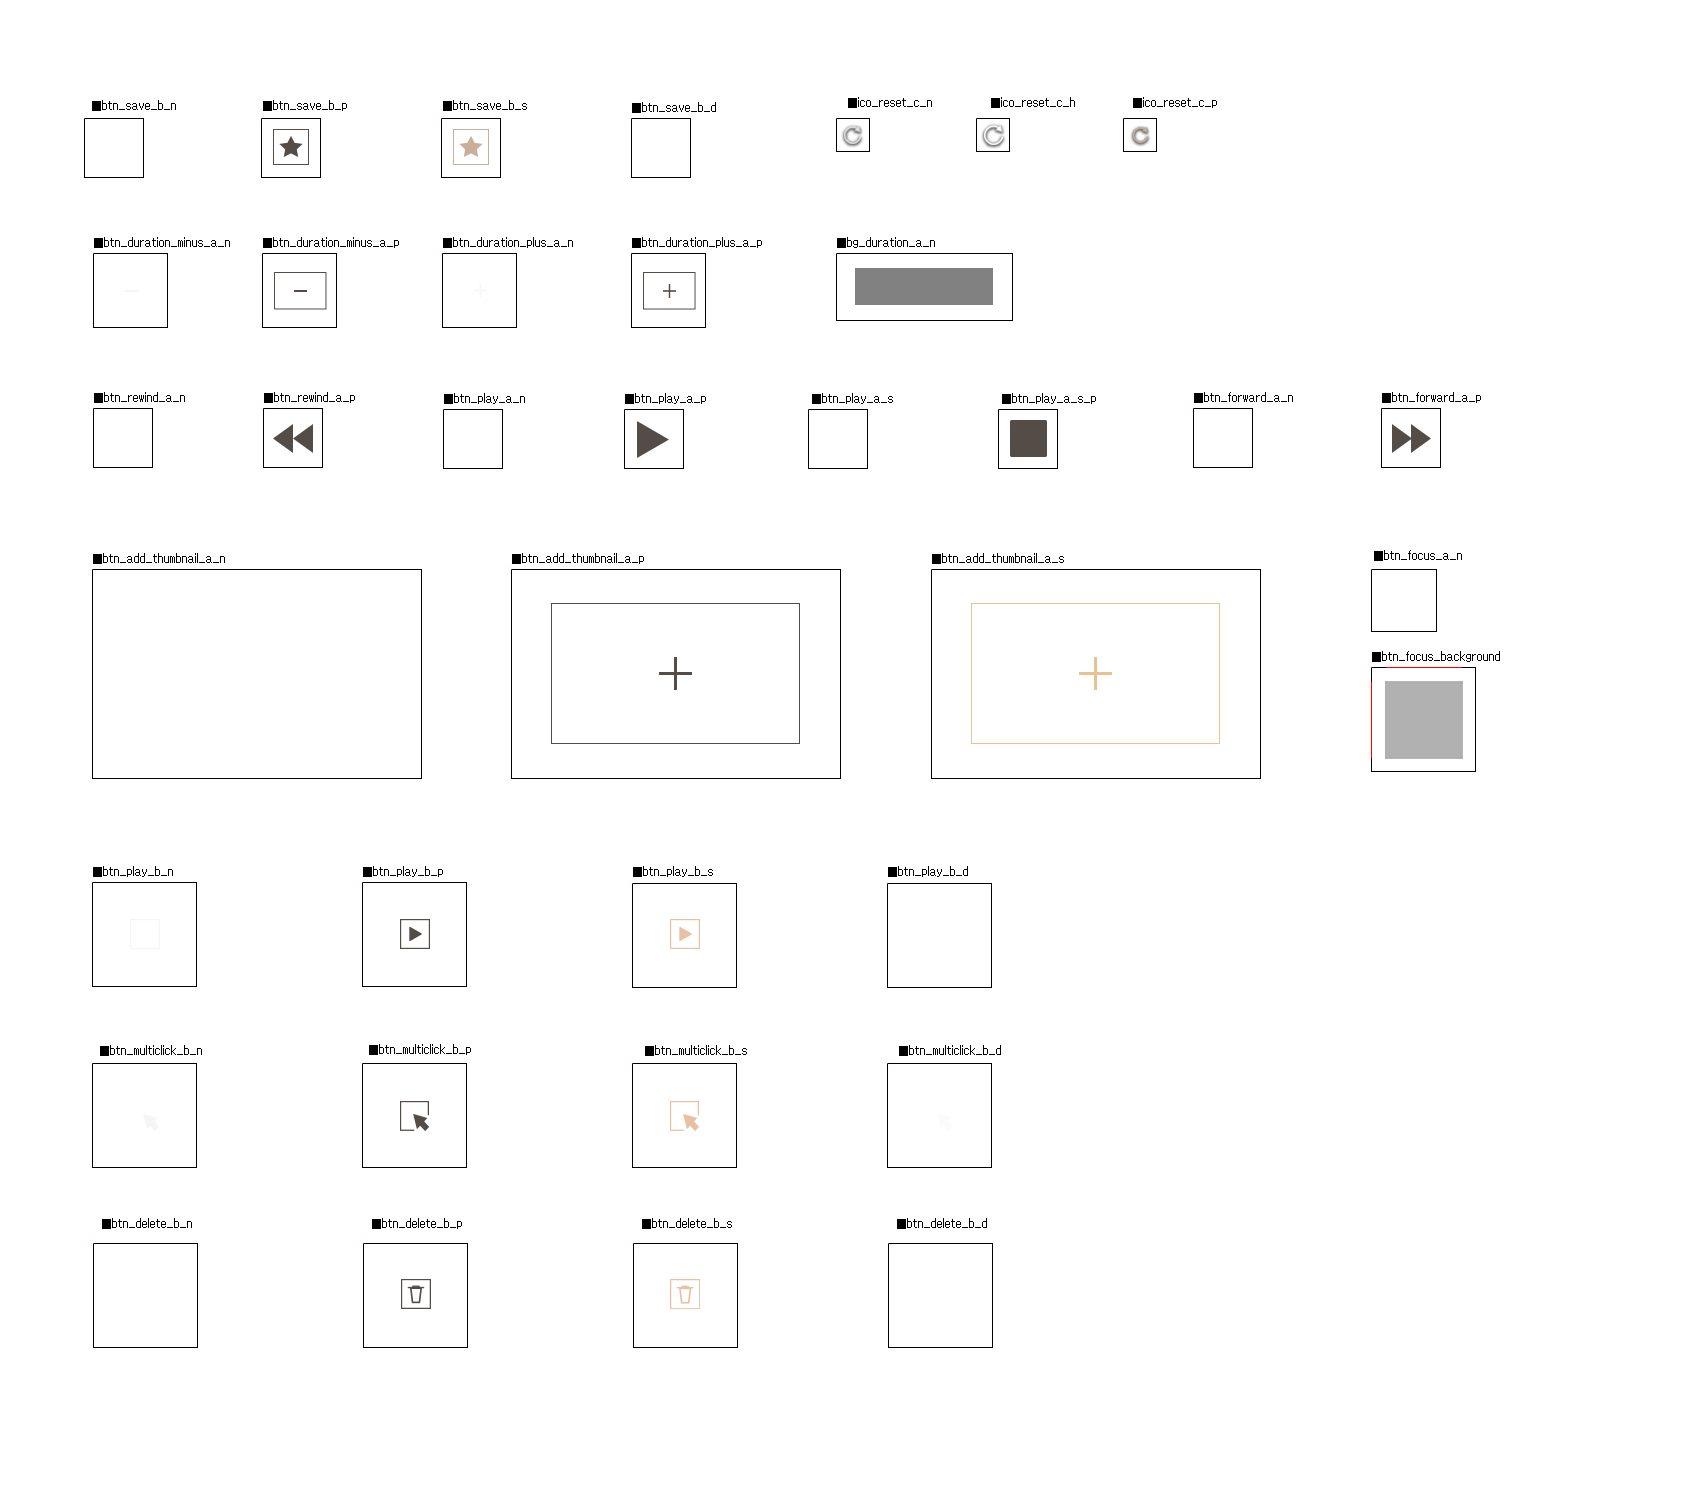 ■btn_save_b_n
■btn_save_b_p
■btn_save_b_s
■btn_save_b_d
■ico_reset_c_n
■ico_reset_c_h
■ico_reset_c_p
■btn_duration_minus_a_n
■btn_duration_minus_a_p
■btn_duration_plus_a_n
■btn_duration_plus_a_p
■bg_duration_a_n
■btn_rewind_a_n
■btn_rewind_a_p
■btn_play_a_n
■btn_play_a_p
■btn_play_a_s
■btn_play_a_s_p
■btn_forward_a_n
■btn_forward_a_p
■btn_add_thumbnail_a_n
■btn_add_thumbnail_a_p
■btn_add_thumbnail_a_s
■btn_focus_a_n
■btn_focus_background
■btn_play_b_n
■btn_play_b_p
■btn_play_b_s
■btn_play_b_d
■btn_multiclick_b_n
■btn_multiclick_b_p
■btn_multiclick_b_s
■btn_multiclick_b_d
■btn_delete_b_n
■btn_delete_b_p
■btn_delete_b_s
■btn_delete_b_d